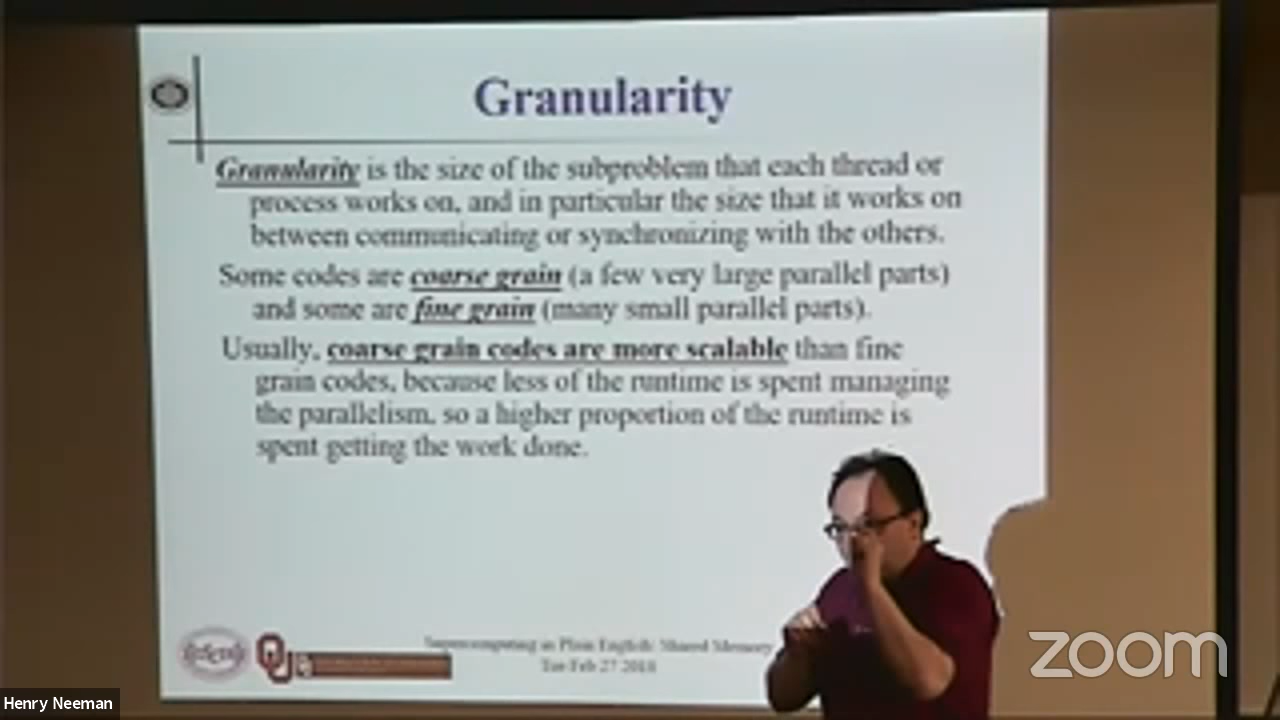 Granularity
Granularity is the size of the subproblem that each thread or
process works on, and in particular the size that it works on
between communicating or synchronizing with the others.
Some codes are coarse grain (a few very large parallel parts)
and some are fine grain (many small parallel parts).
Usually, coarse grain codes are more scalable than fine
grain codes, because less of the runtime is spent managing
the parallelism, so a higher proportion of the runtime is
spent getting the work done.
Supercomputing in Plain English: Shared Memory
Tue Feb 27 2018
zoom
Henry Neeman